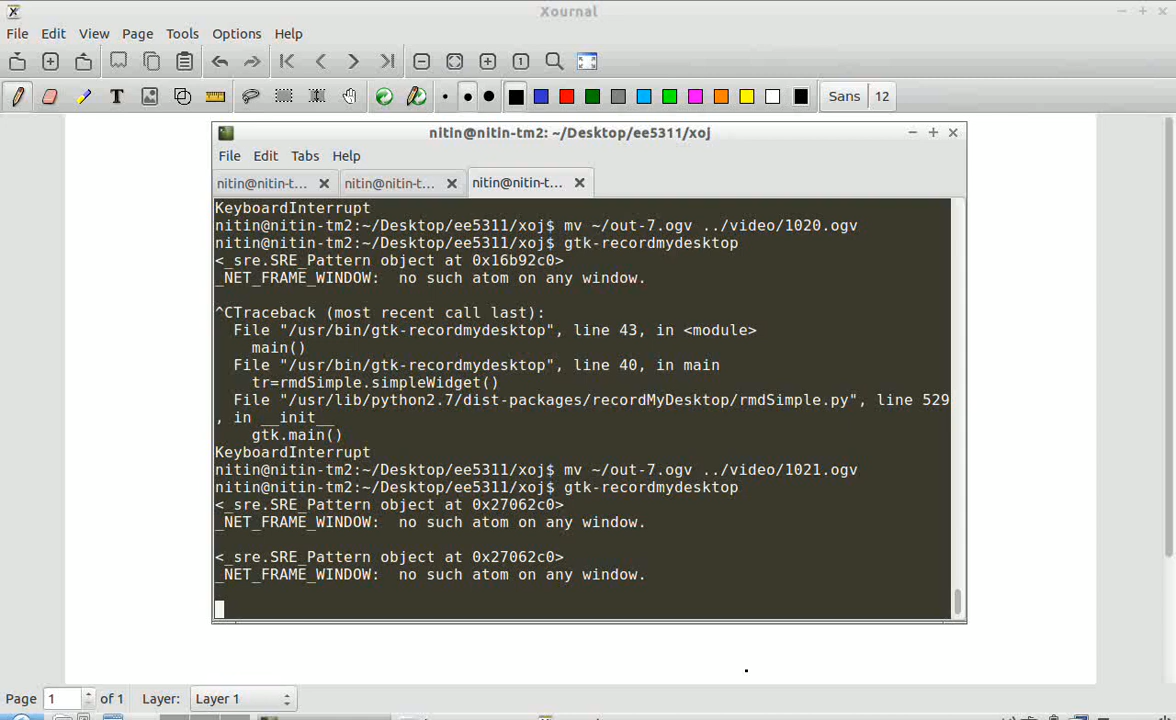 Xournal
File Edit View Page Tools Options Help
Sans 12
nitin@nitin-tm2: ~/Desktop/ee5311/xoj
File Edit Tabs Help
nitin@nitin-t... nitin@nitin-t... nitin@nitin-t...
KeyboardInterrupt
nitin@nitin-tm2:~/Desktop/ee5311/xoj$ mv ~/out-7.ogv ../video/1020.ogv
nitin@nitin-tm2:~/Desktop/ee5311/xoj$ gtk-recordmydesktop
<_sre.SRE_Pattern object at 0x16b92c0>
_NET_FRAME_WINDOW:  no such atom on any window.
^CTraceback (most recent call last):
  File "/usr/bin/gtk-recordmydesktop", line 43, in <module>
    main()
  File "/usr/bin/gtk-recordmydesktop", line 40, in main
    tr=rmdSimple.simpleWidget()
  File "/usr/lib/python2.7/dist-packages/recordMyDesktop/rmdSimple.py", line 529
, in __init__
    gtk.main()
KeyboardInterrupt
nitin@nitin-tm2:~/Desktop/ee5311/xoj$ mv ~/out-7.ogv ../video/1021.ogv
nitin@nitin-tm2:~/Desktop/ee5311/xoj$ gtk-recordmydesktop
<_sre.SRE_Pattern object at 0x27062c0>
_NET_FRAME_WINDOW:  no such atom on any window.
<_sre.SRE_Pattern object at 0x27062c0>
_NET_FRAME_WINDOW:  no such atom on any window.
Page 1 of 1 Layer: Layer 1